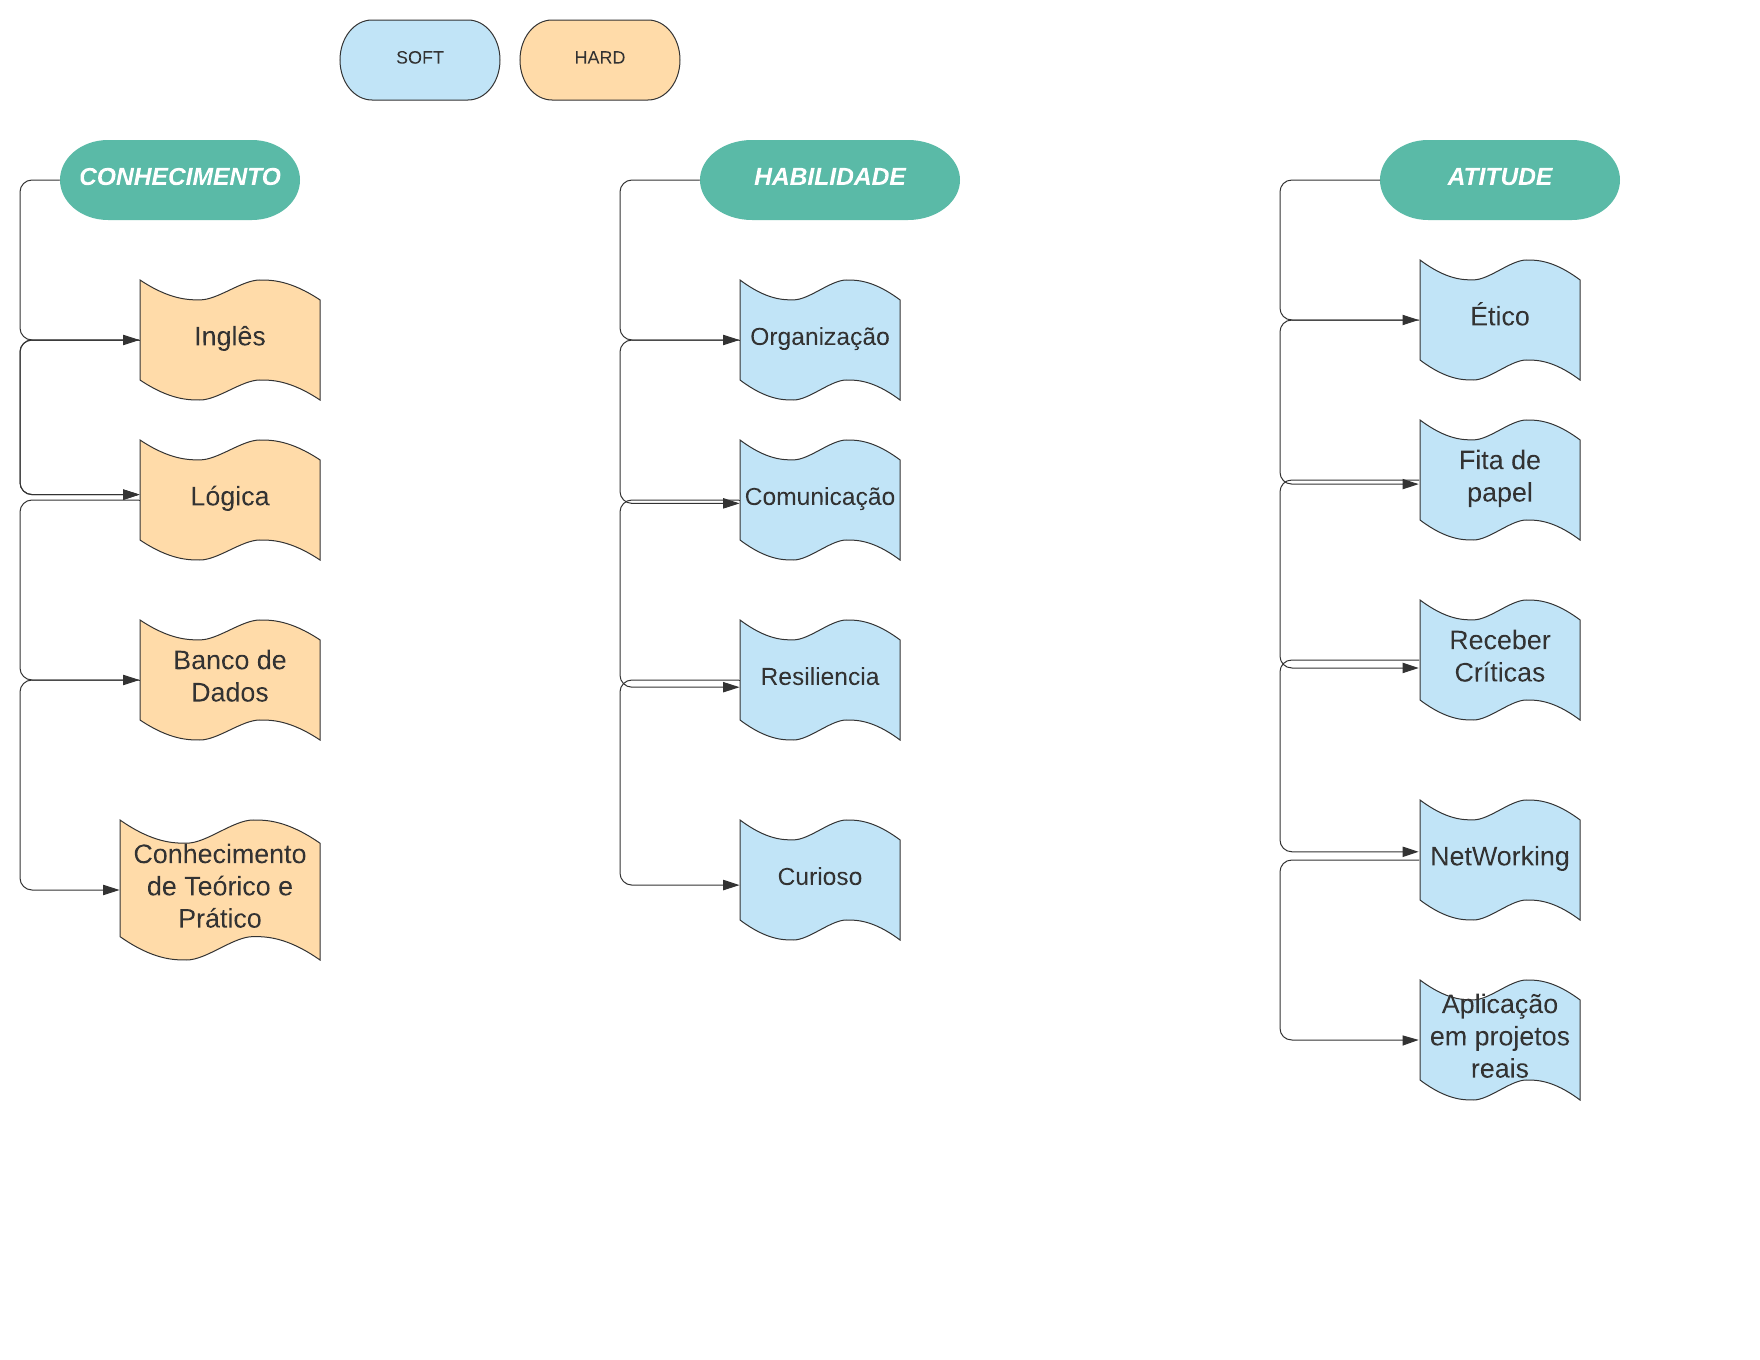 SOFT
HARD
CONHECIMENTO
Inglês
Lógica
Banco de
Dados
Conhecimento
de Teórico e
Prático
HABILIDADE
Organização
Comunicação
Resiliencia
Curioso
ATITUDE
Ético
Fita de
papel
Receber
Críticas
NetWorking
Aplicação
em projetos
reais